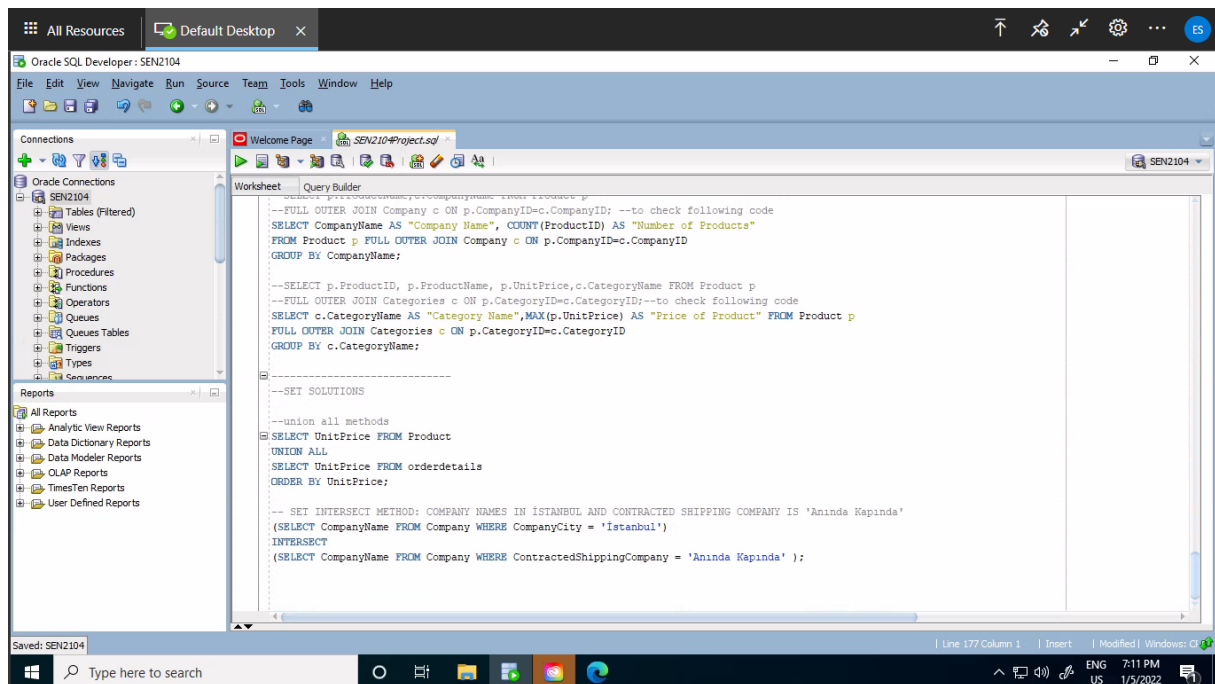 All Resources
Default Desktop
ES
Oracle SQL Developer : SEN2104
File Edit View Navigate Run Source Team Tools Window Help
Connections
Welcome Page
SEN2104Project.sql
SEN2104
Worksheet Query Builder
Oracle Connections
SEN2104
Tables (Filtered)
Views
Indexes
Packages
Procedures
Functions
Operators
Queues
Queues Tables
Triggers
Types
Sequences
Reports
All Reports
Analytic View Reports
Data Dictionary Reports
Data Modeler Reports
OLAP Reports
TimesTen Reports
User Defined Reports
--SELECT p.ProductName,c.CompanyName FROM Product p
--FULL OUTER JOIN Company c ON p.CompanyID=c.CompanyID; --to check following code
SELECT CompanyName AS "Company Name", COUNT(ProductID) AS "Number of Products"
FROM Product p FULL OUTER JOIN Company c ON p.CompanyID=c.CompanyID
GROUP BY CompanyName;
--SELECT p.ProductID, p.ProductName, p.UnitPrice,c.CategoryName FROM Product p
--FULL OUTER JOIN Categories c ON p.CategoryID=c.CategoryID;--to check following code
SELECT c.CategoryName AS "Category Name",MAX(p.UnitPrice) AS "Price of Product" FROM Product p
FULL OUTER JOIN Categories c ON p.CategoryID=c.CategoryID
GROUP BY c.CategoryName;
------------------------------
--SET SOLUTIONS
--union all methods
SELECT UnitPrice FROM Product
UNION ALL
SELECT UnitPrice FROM orderdetails
ORDER BY UnitPrice;
-- SET INTERSECT METHOD: COMPANY NAMES IN İSTANBUL AND CONTRACTED SHIPPING COMPANY IS 'Anında Kapında'
(SELECT CompanyName FROM Company WHERE CompanyCity = 'İstanbul')
INTERSECT
(SELECT CompanyName FROM Company WHERE ContractedShippingCompany = 'Anında Kapında' );
Saved: SEN2104
Line 177 Column 1 | Insert | Modified | Windows:
Type here to search
ENG
US
7:11 PM
1/5/2022